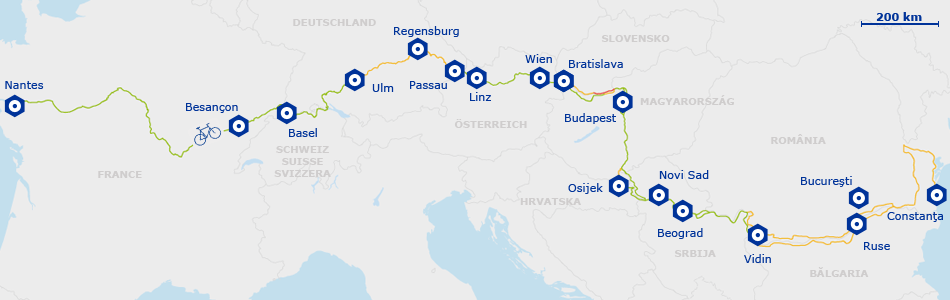 200 km
DEUTSCHLAND
Regensburg
SLOVENSKO
Wien
Bratislava
Nantes
Besançon
Ulm
Passau
Linz
MAGYARORSZÁG
Basel
Budapest
ÖSTERREICH
SCHWEIZ
SUISSE
SVIZZERA
ROMÂNIA
FRANCE
Novi Sad
Bucureşti
Osijek
HRVATSKA
Constanţa
Beograd
Ruse
SRBIJA
Vidin
BĂLGARIA